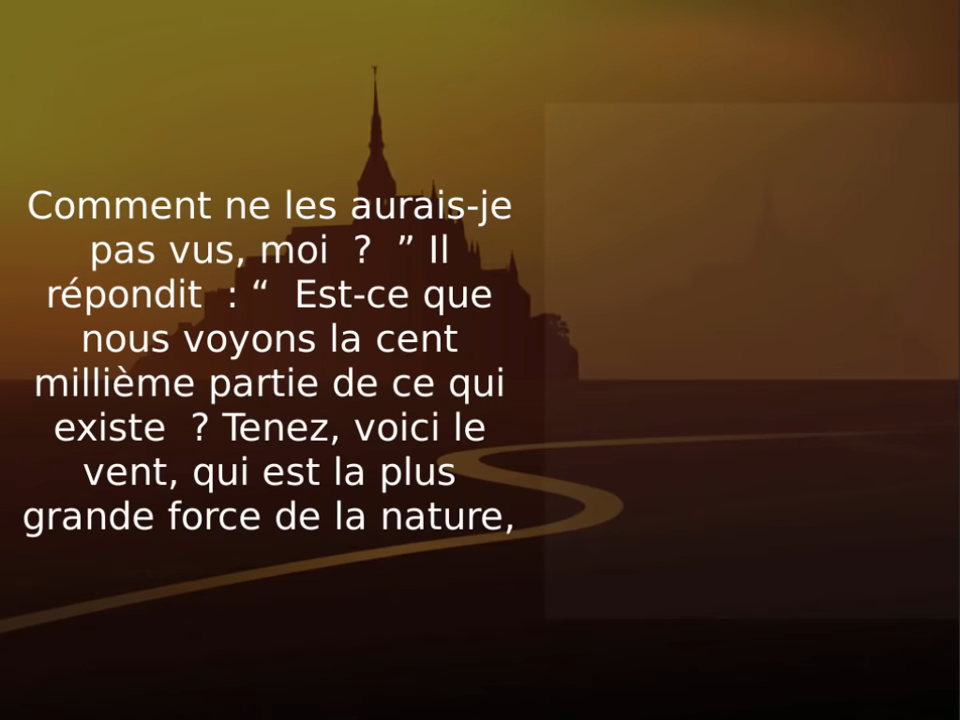 Comment ne les aurais-je
pas vus, moi  ?  ” Il
répondit  : “  Est-ce que
nous voyons la cent
millième partie de ce qui
existe  ? Tenez, voici le
vent, qui est la plus
grande force de la nature,